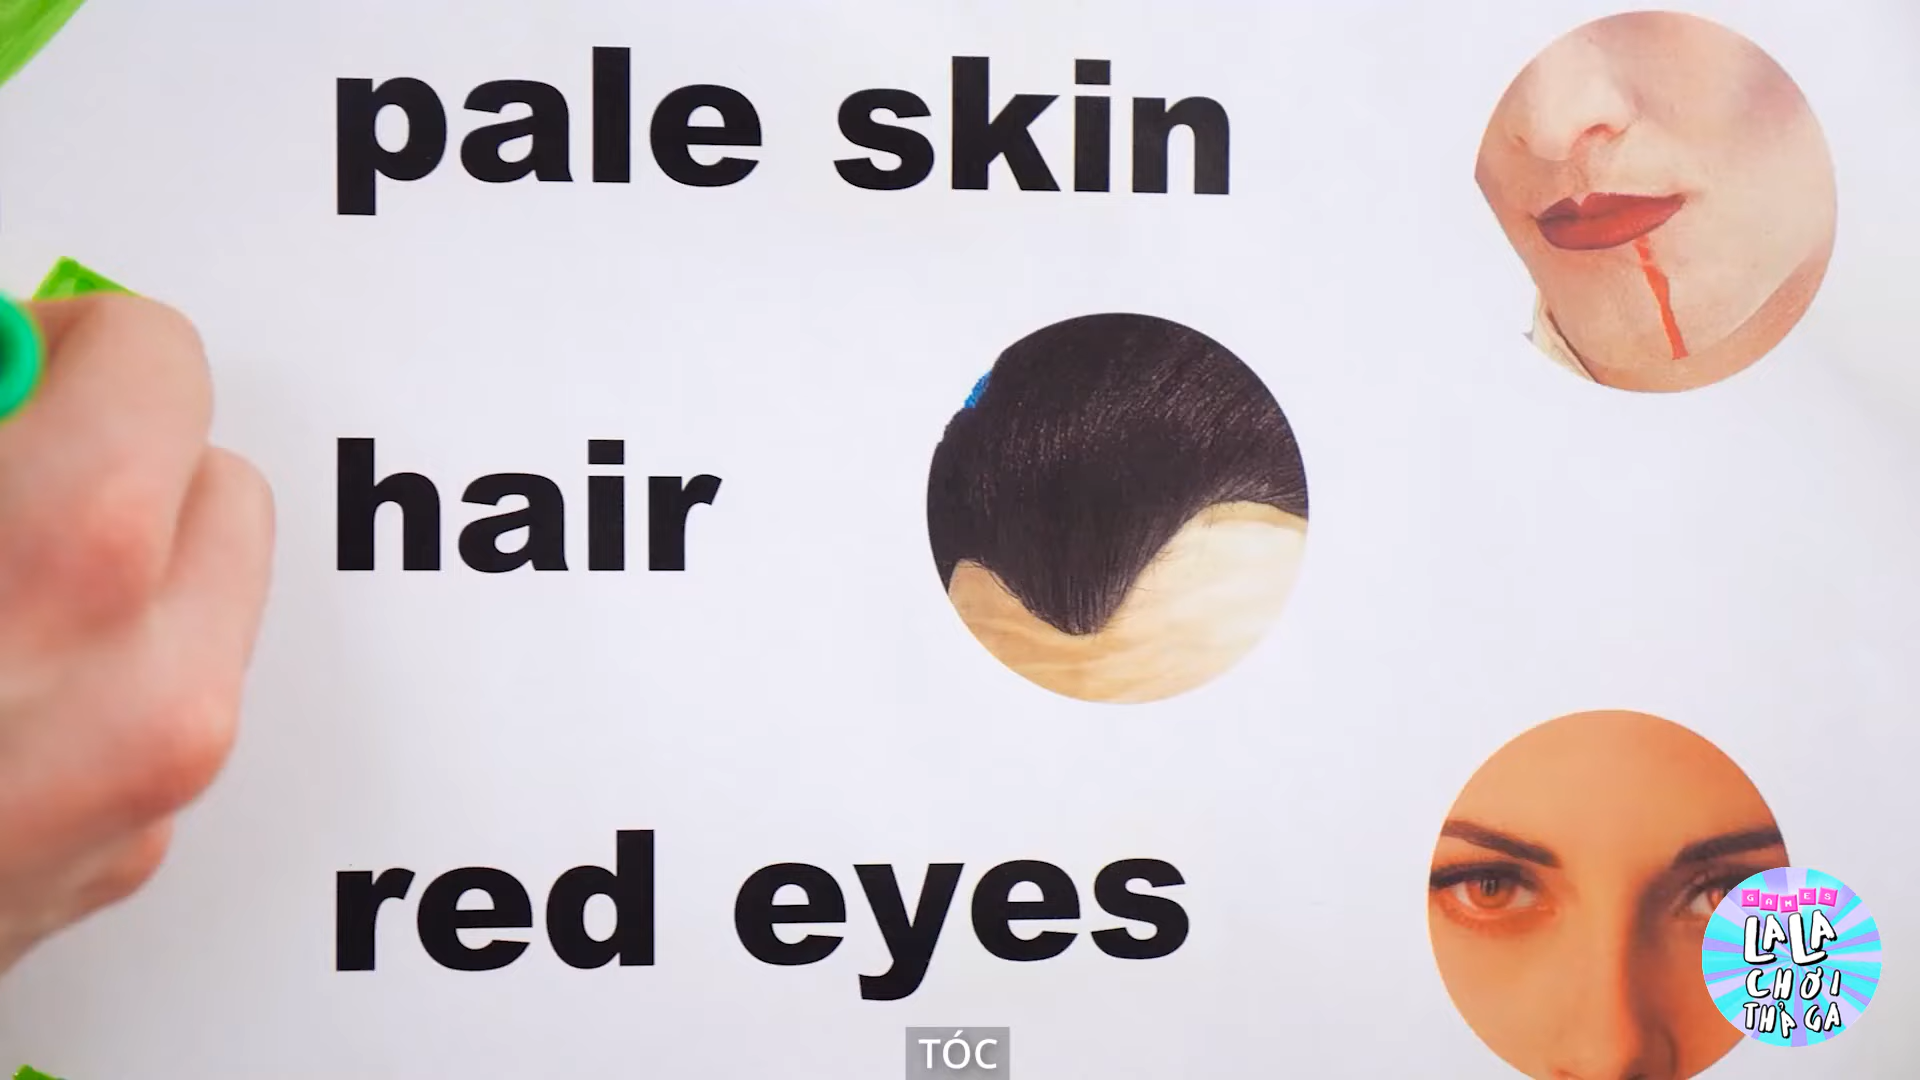 pale skin
hair
red eyes
GAMES
LA LA
CHƠI
THẢ GA
TÓC